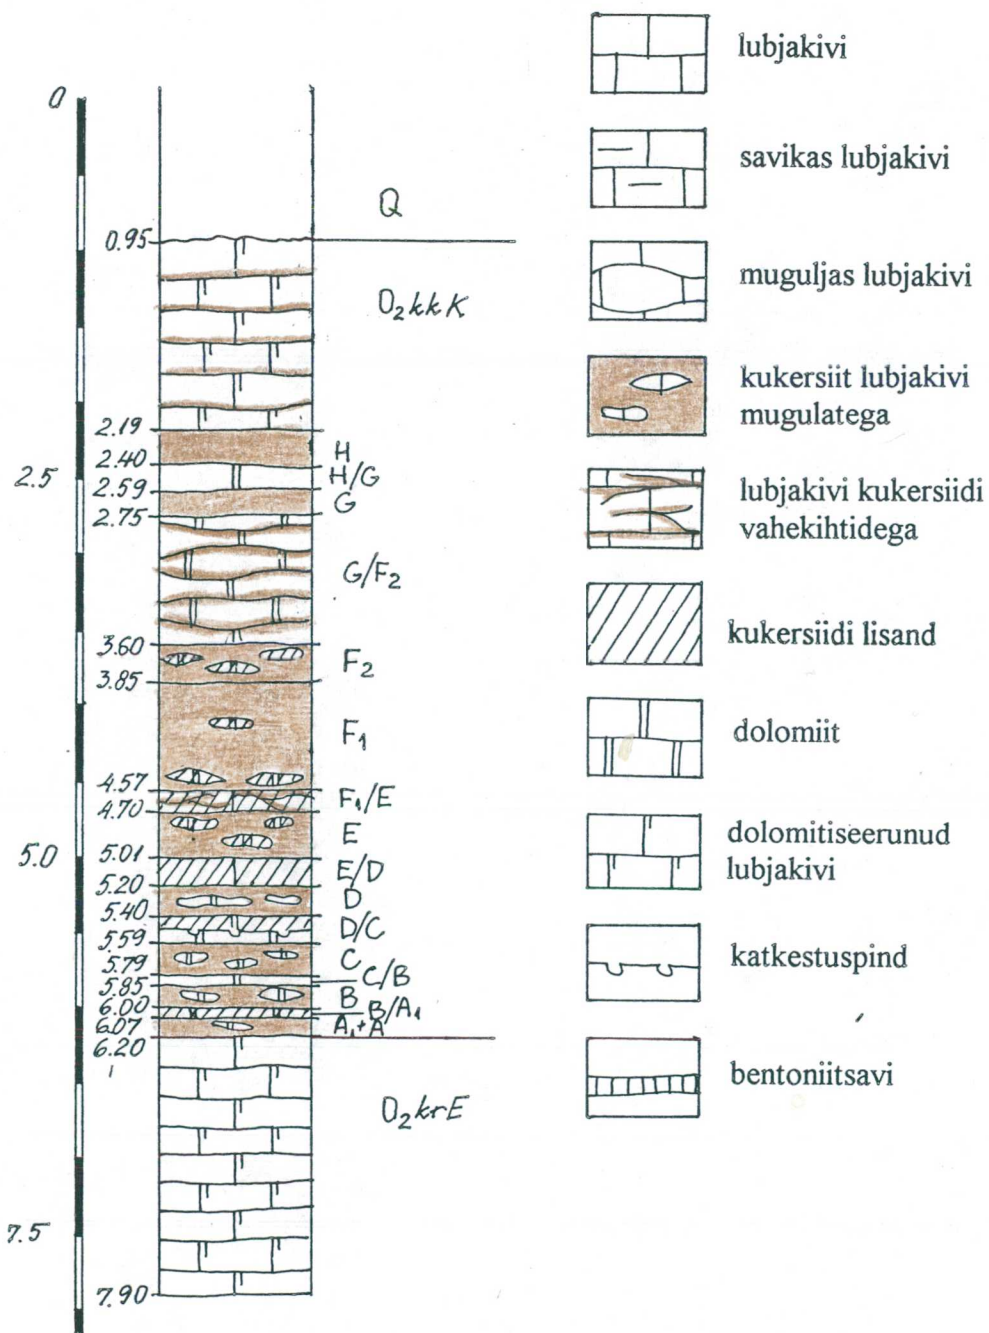 0
Q
0.95
O₂kkK
2.19
H
2.40
H/G
2.5
2.59
G
2.75
G/F₂
3.60
F₂
3.85
F₁
4.57
F₁/E
4.70
E
5.0
5.01
E/D
5.20
D
5.40
D/C
5.59
C
5.79
C/B
5.85
B
6.00
B/A₁
6.07
A₁+A
6.20
O₂krE
7.5
7.90
lubjakivi
savikas lubjakivi
muguljas lubjakivi
kukersiit lubjakivi
mugulatega
lubjakivi kukersiidi
vahekihtidega
kukersiidi lisand
dolomiit
dolomitiseerunud
lubjakivi
katkestuspind
bentoniitsavi